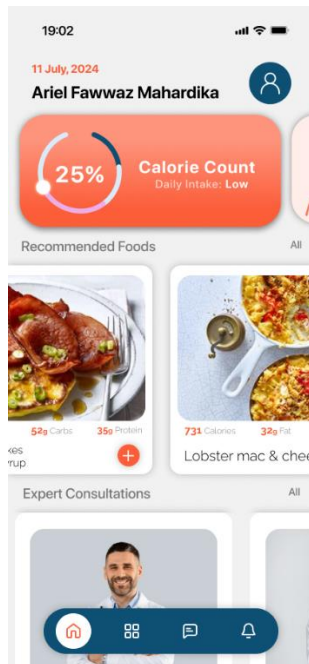 19:02
11 July, 2024
Ariel Fawwaz Mahardika
25%
Calorie Count
Daily Intake: Low
Recommended Foods
All
52g Carbs
35g Protein
731 Calories
32g Fat
Lobster mac & chee
Expert Consultations
All